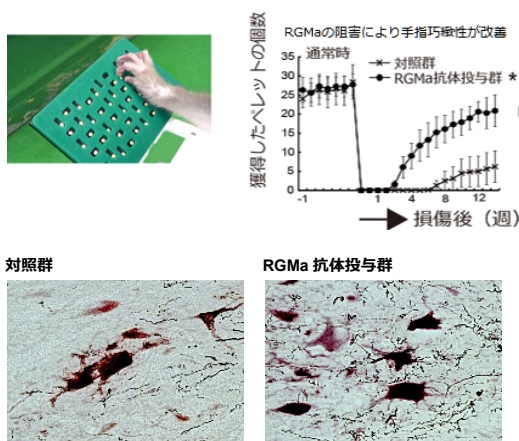 RGMaの阻害により手指巧緻性が改善
獲得したペレットの個数
通常時
対照群
RGMa抗体投与群 *
35
30
25
20
15
10
5
0
-1 1 4 8 12
損傷後（週）
対照群
RGMa 抗体投与群